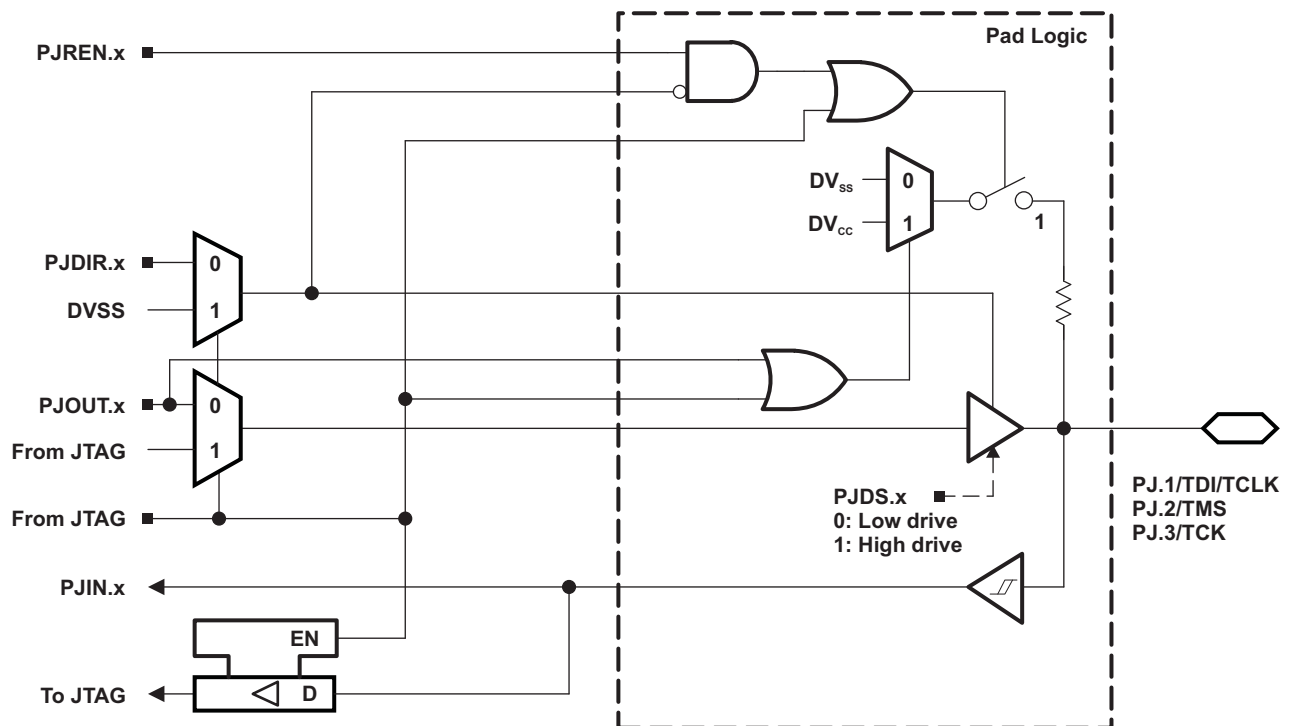 Pad Logic
PJREN.x
DVSS
0
DVCC
1
1
PJDIR.x
0
DVSS
1
PJOUT.x
0
From JTAG
1
From JTAG
PJDS.x
0: Low drive
1: High drive
PJ.1/TDI/TCLK
PJ.2/TMS
PJ.3/TCK
PJIN.x
EN
To JTAG
D